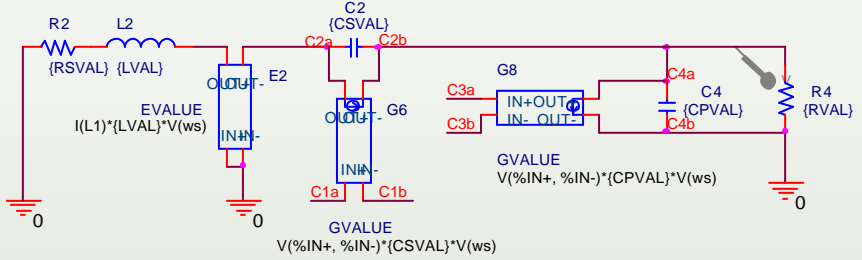 R2
L2
C2
{CSVAL}
{RSVAL}
{LVAL}
C2a
C2b
OUT+
OUT-
E2
EVALUE
I(L1)*{LVAL}*V(ws)
IN+
IN-
0
0
OUT+
OUT-
G6
IN+
IN-
C1a
C1b
GVALUE
V(%IN+, %IN-)*{CSVAL}*V(ws)
G8
C3a
C3b
IN+
OUT+
IN-
OUT-
GVALUE
V(%IN+, %IN-)*{CPVAL}*V(ws)
C4a
C4
{CPVAL}
C4b
R4
{RVAL}
0